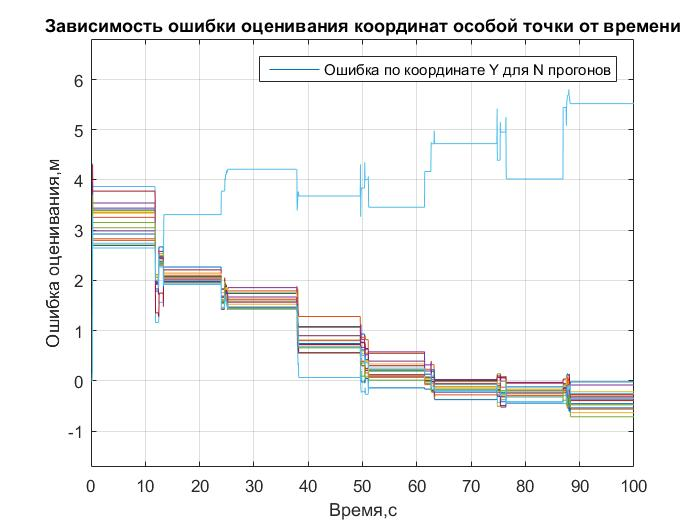 Зависимость ошибки оценивания координат особой точки от времени
Ошибка по координате Y для N прогонов
Ошибка оценивания,м
6
5
4
3
2
1
0
-1
0 10 20 30 40 50 60 70 80 90 100
Время,с